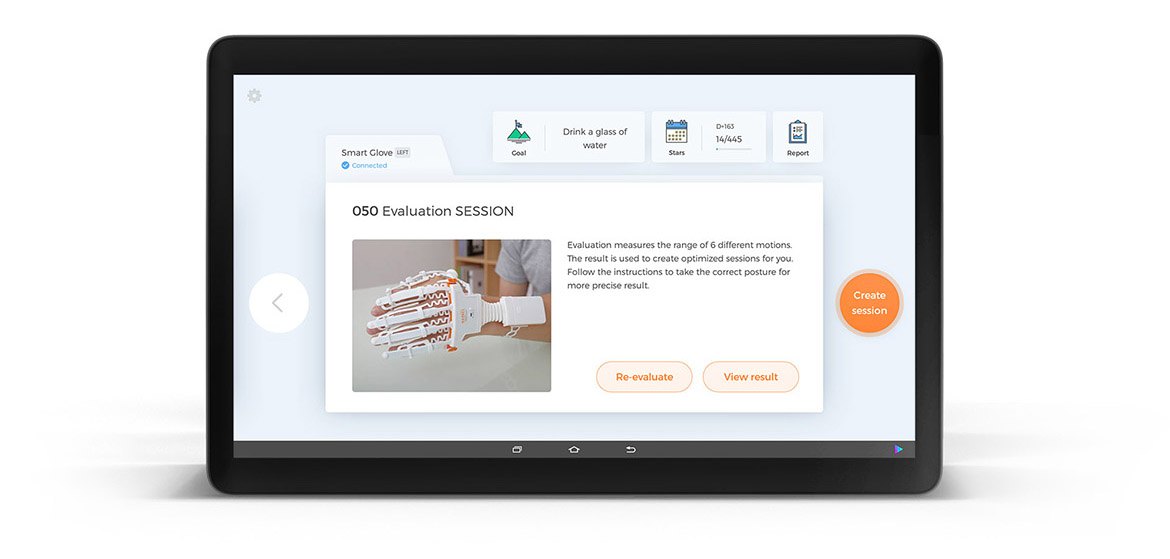 Goal
Drink a glass of
water
D+163
14/445
Stars
Report
Smart Glove LEFT
Connected
050 Evaluation SESSION
Evaluation measures the range of 6 different motions.
The result is used to create optimized sessions for you.
Follow the instructions to take the correct posture for
more precise result.
Re-evaluate
View result
Create
session